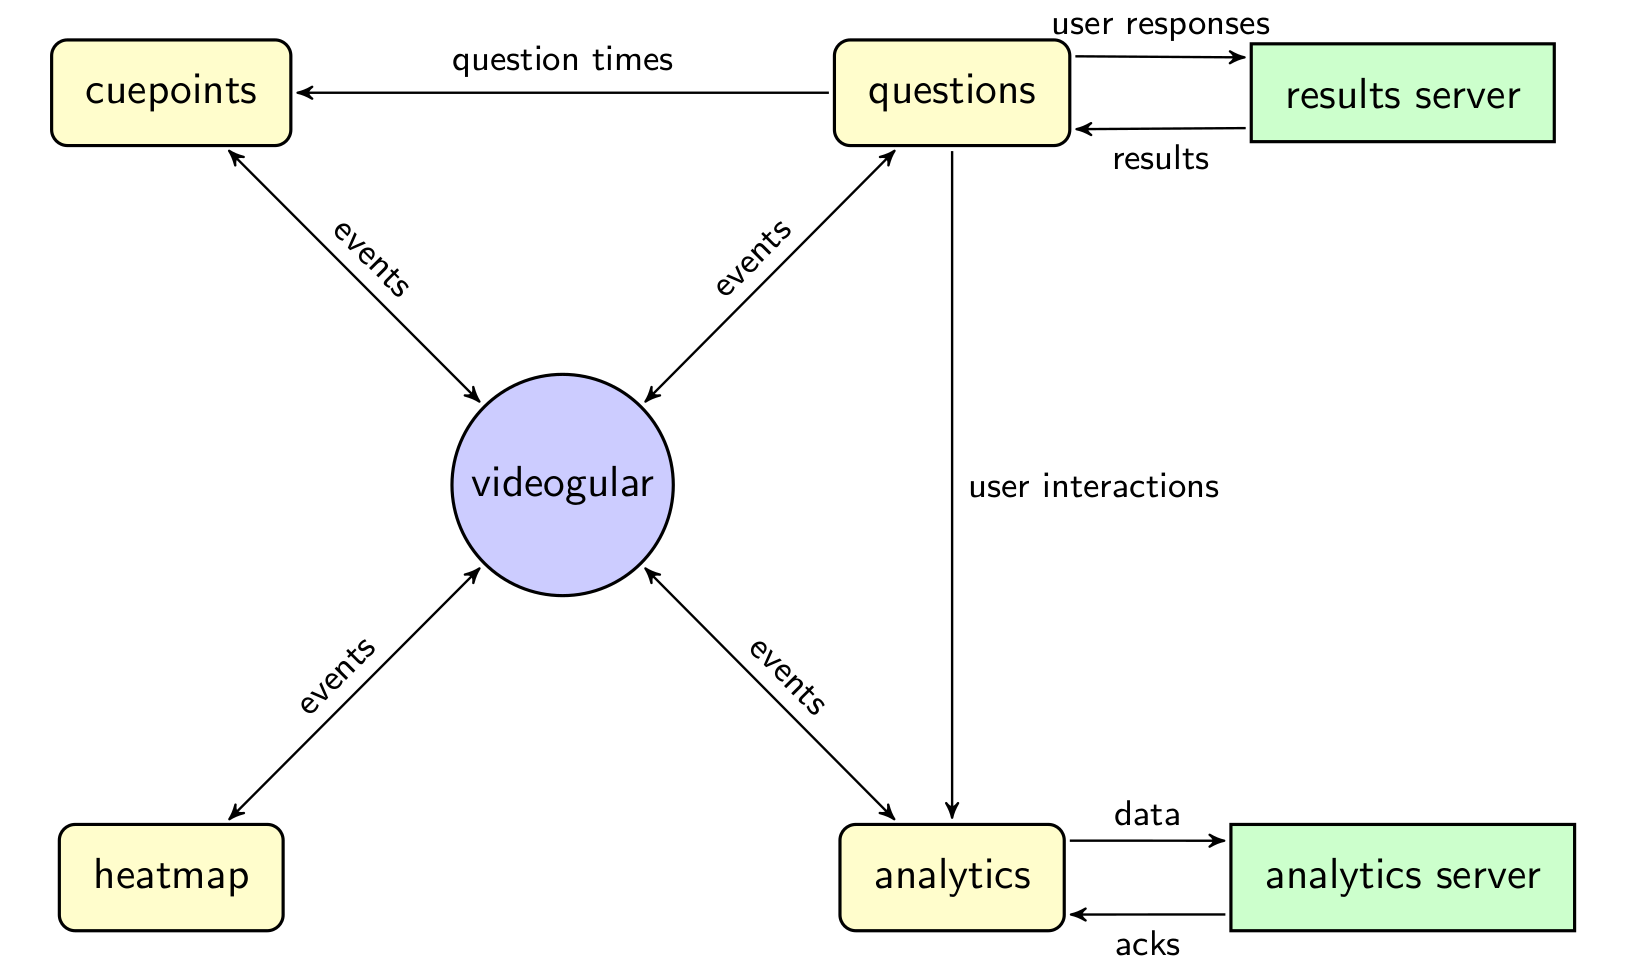 user responses
question times
cuepoints
questions
results server
results
events
events
videogular
user interactions
events
events
data
heatmap
analytics
analytics server
acks